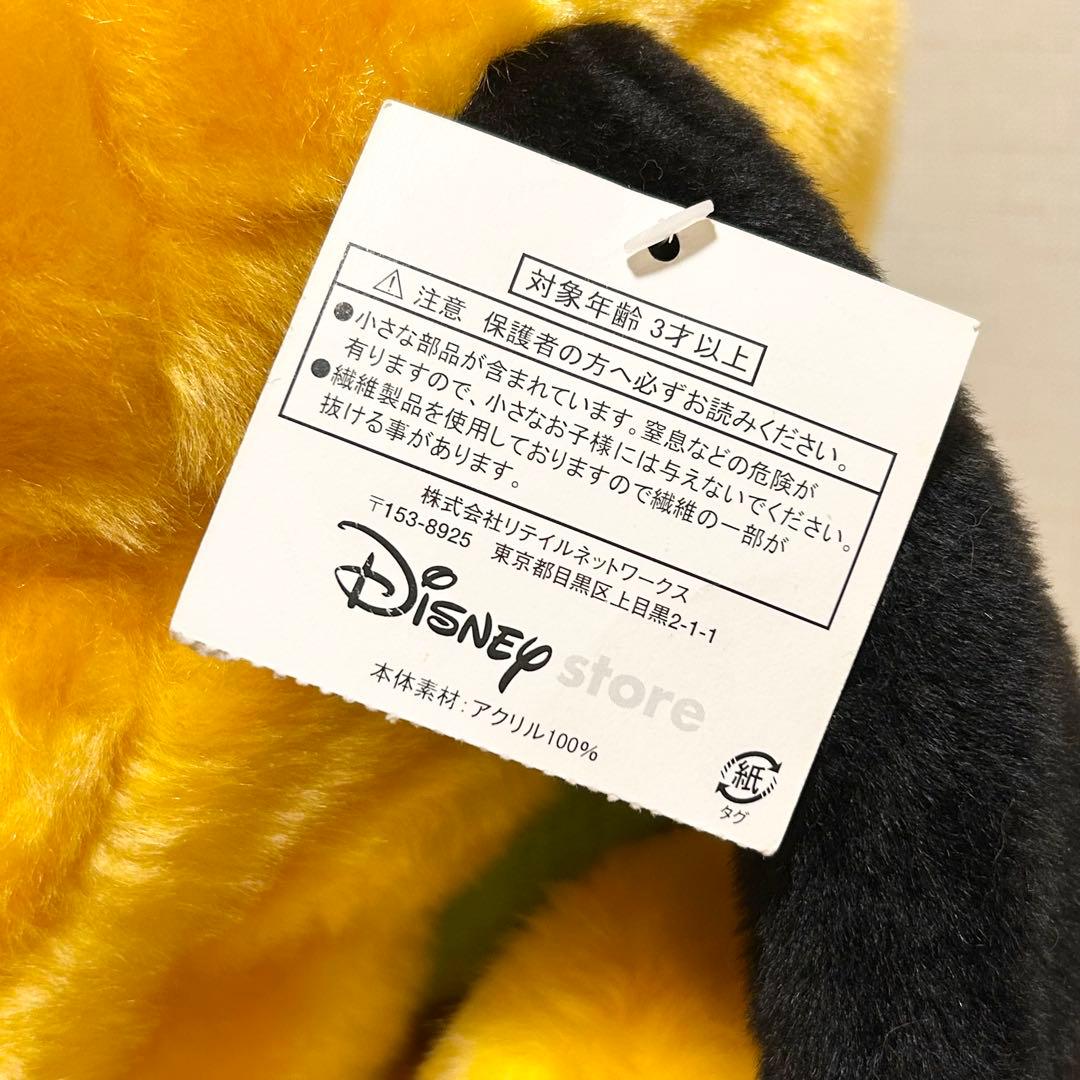 対象年齢 3才以上
⚠ 注意 保護者の方へ必ずお読みください。
●小さな部品が含まれています。窒息などの危険が
有りますので、小さなお子様には与えないでください。
●繊維製品を使用しておりますので繊維の一部が
抜ける事があります。
株式会社リテイルネットワークス
〒153-8925 東京都目黒区上目黒2-1-1
Disney store
本体素材:アクリル100%
紙
タグ